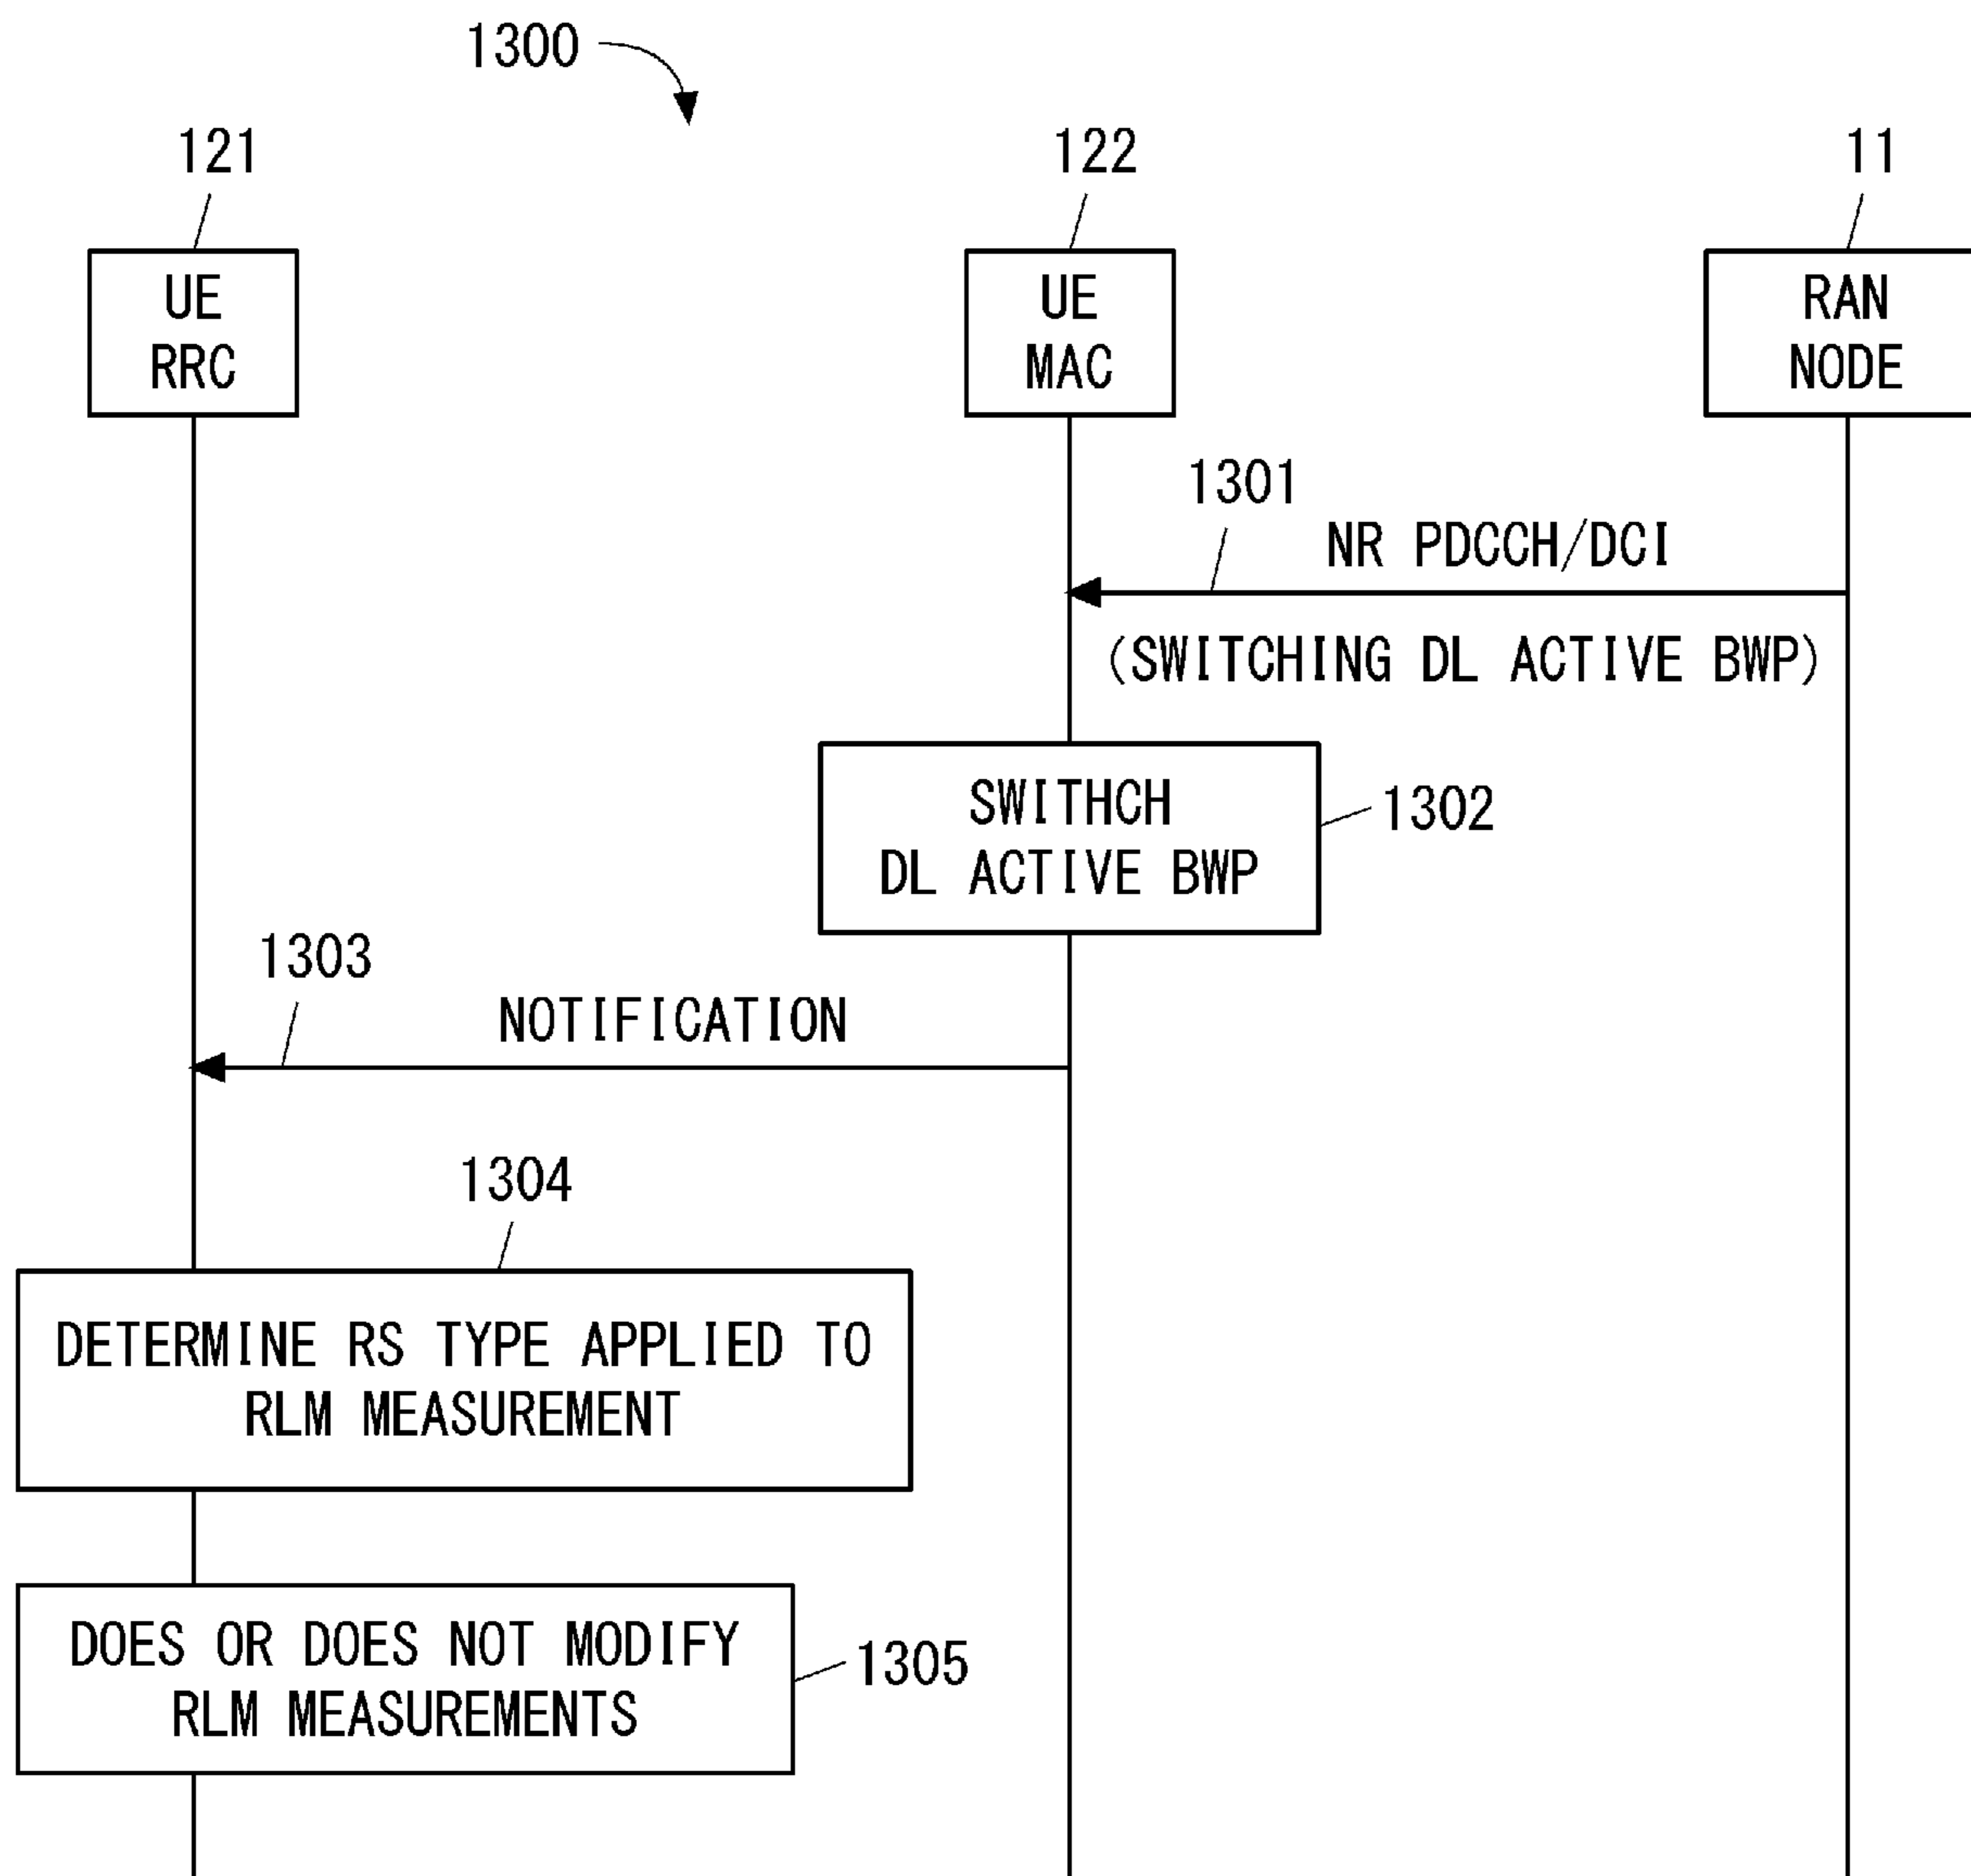 1300
121
122
11
UE
RRC
UE
MAC
RAN
NODE
1301
NR PDCCH/DCI
(SWITCHING DL ACTIVE BWP)
SWITHCH
DL ACTIVE BWP
1302
1303
NOTIFICATION
1304
DETERMINE RS TYPE APPLIED TO
RLM MEASUREMENT
DOES OR DOES NOT MODIFY
RLM MEASUREMENTS
1305